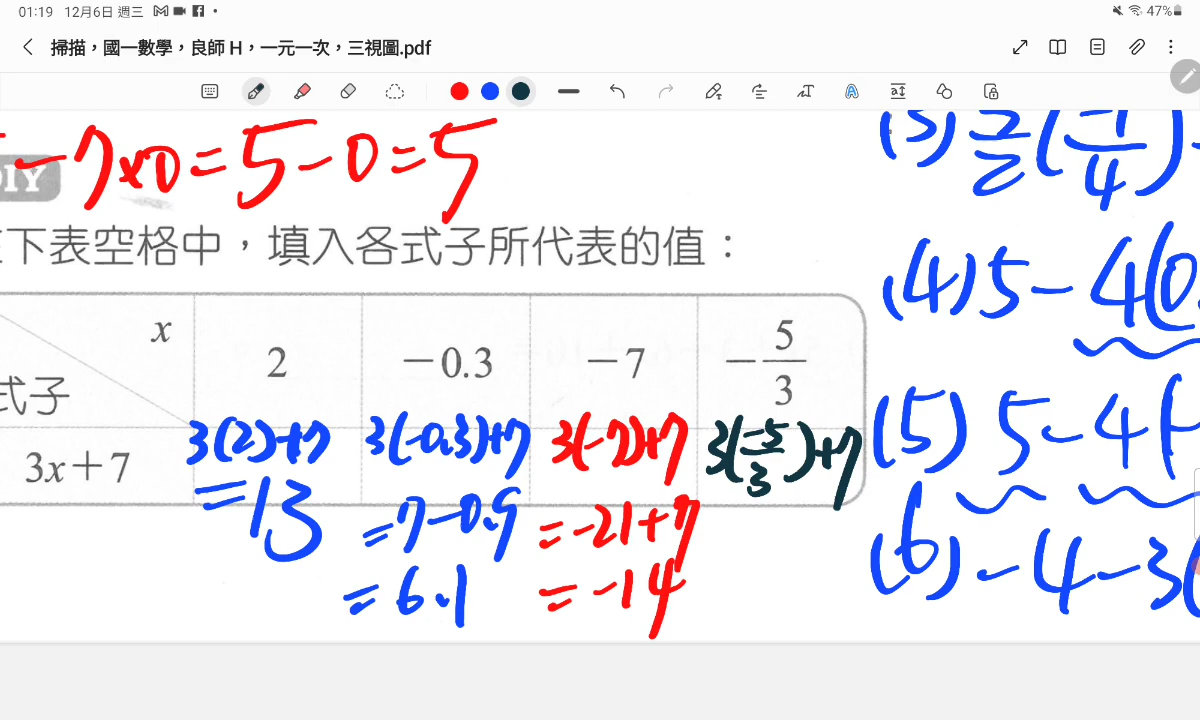 01:19 12月6日 週三 47%
掃描，國一數學，良師 H，一元一次，三視圖.pdf
-7×0=5-0=5
DIY
下表空格中，填入各式子所代表的值：
x 2 -0.3 -7 -5/3
式子
3x+7 3(2)+7 3(-0.3)+7 3(-7)+7 3(-5/3)+7
=13 =7-0.9 =-21+7
=6.1 =-14
(4)5-4(0.
(5)5-4(-
(6)-4-3(